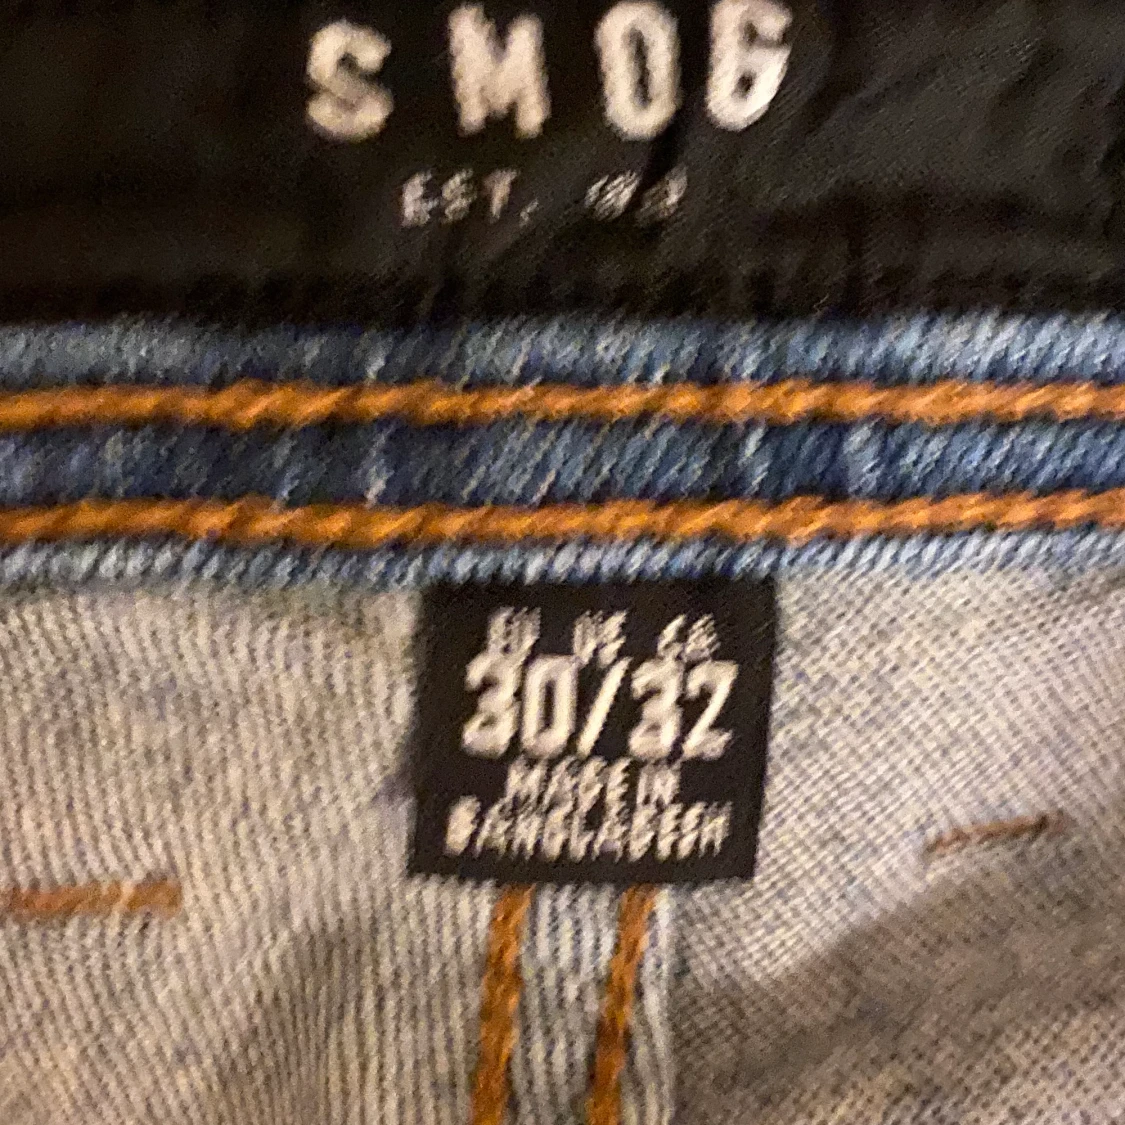 SMOG
EST.
30/32
MADE IN
BANGLADESH